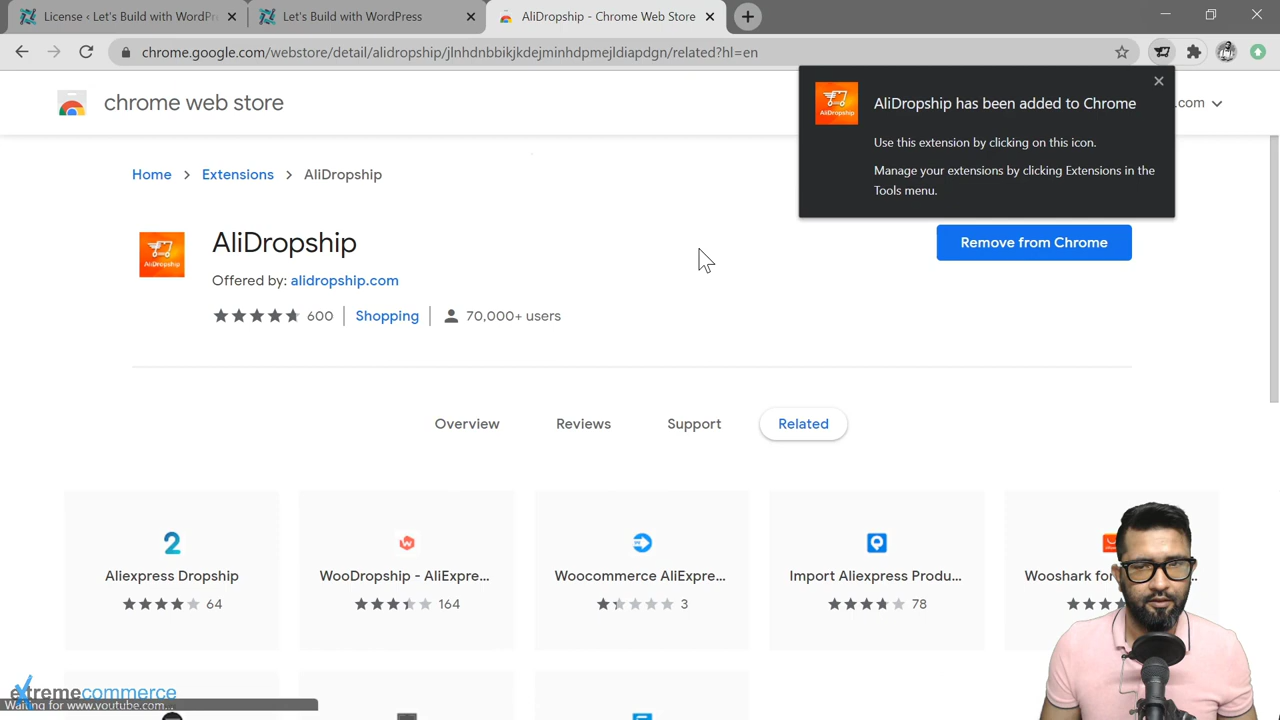 License ‹ Let's Build with WordPr
Let's Build with WordPress
AliDropship - Chrome Web Store
chrome.google.com/webstore/detail/alidropship/jlnhdnbbikjkdejminhdpmejldiapdgn/related?hl=en
chrome web store
.com
AliDropship has been added to Chrome
Use this extension by clicking on this icon.
Manage your extensions by clicking Extensions in the
Tools menu.
AliDropship
Home > Extensions > AliDropship
AliDropship
AliDropship
Offered by: alidropship.com
600
Shopping
70,000+ users
Remove from Chrome
Overview
Reviews
Support
Related
Aliexpress Dropship
64
WooDropship - AliExpre...
164
Woocommerce AliExpre...
3
Import Aliexpress Produ...
78
Wooshark for
extremecommerce
Waiting for www.youtube.com...